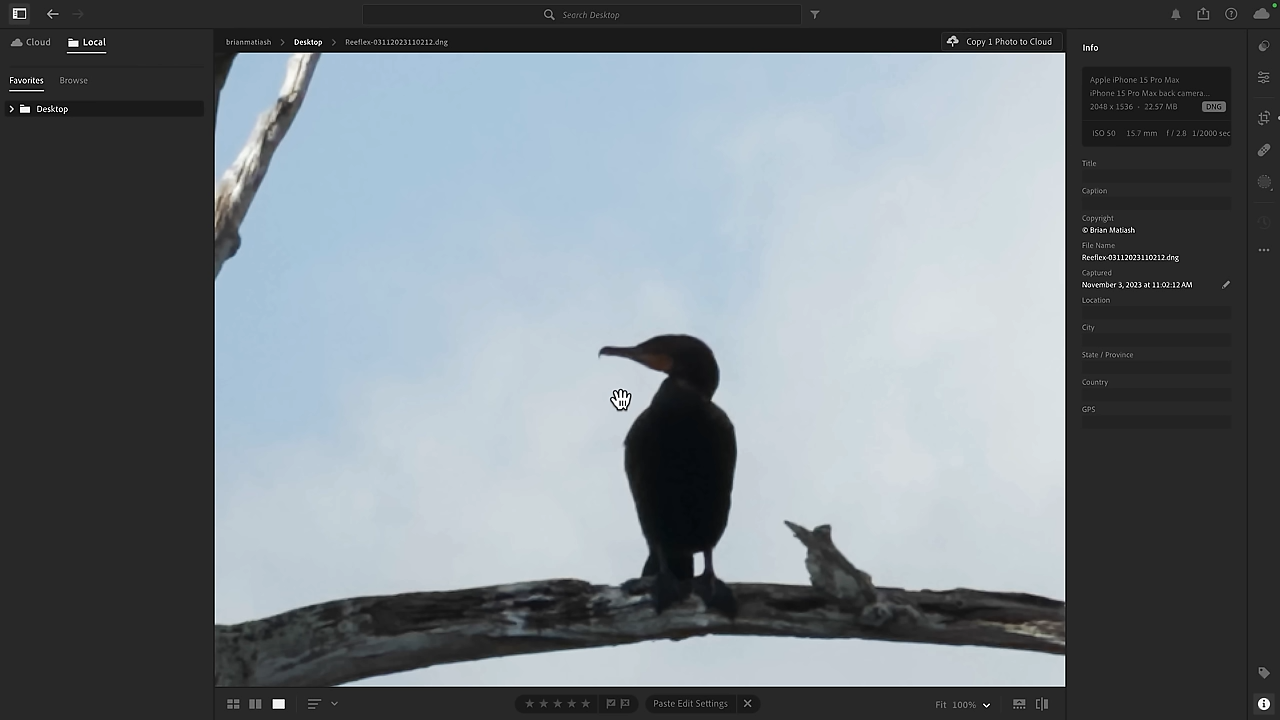 Search Desktop
Cloud
Local
brianmatiash
Desktop
Reeflex-03112023110212.dng
Copy 1 Photo to Cloud
Info
Favorites
Browse
Desktop
Apple iPhone 15 Pro Max
iPhone 15 Pro Max back camera...
2048 x 1536 • 22.57 MB
DNG
ISO 50
15.7 mm
f / 2.8
1/2000 sec
Title
Caption
Copyright
© Brian Matiash
File Name
Reeflex-03112023110212.dng
Captured
November 3, 2023 at 11:02:12 AM
Location
City
State / Province
Country
GPS
Paste Edit Settings
Fit
100%